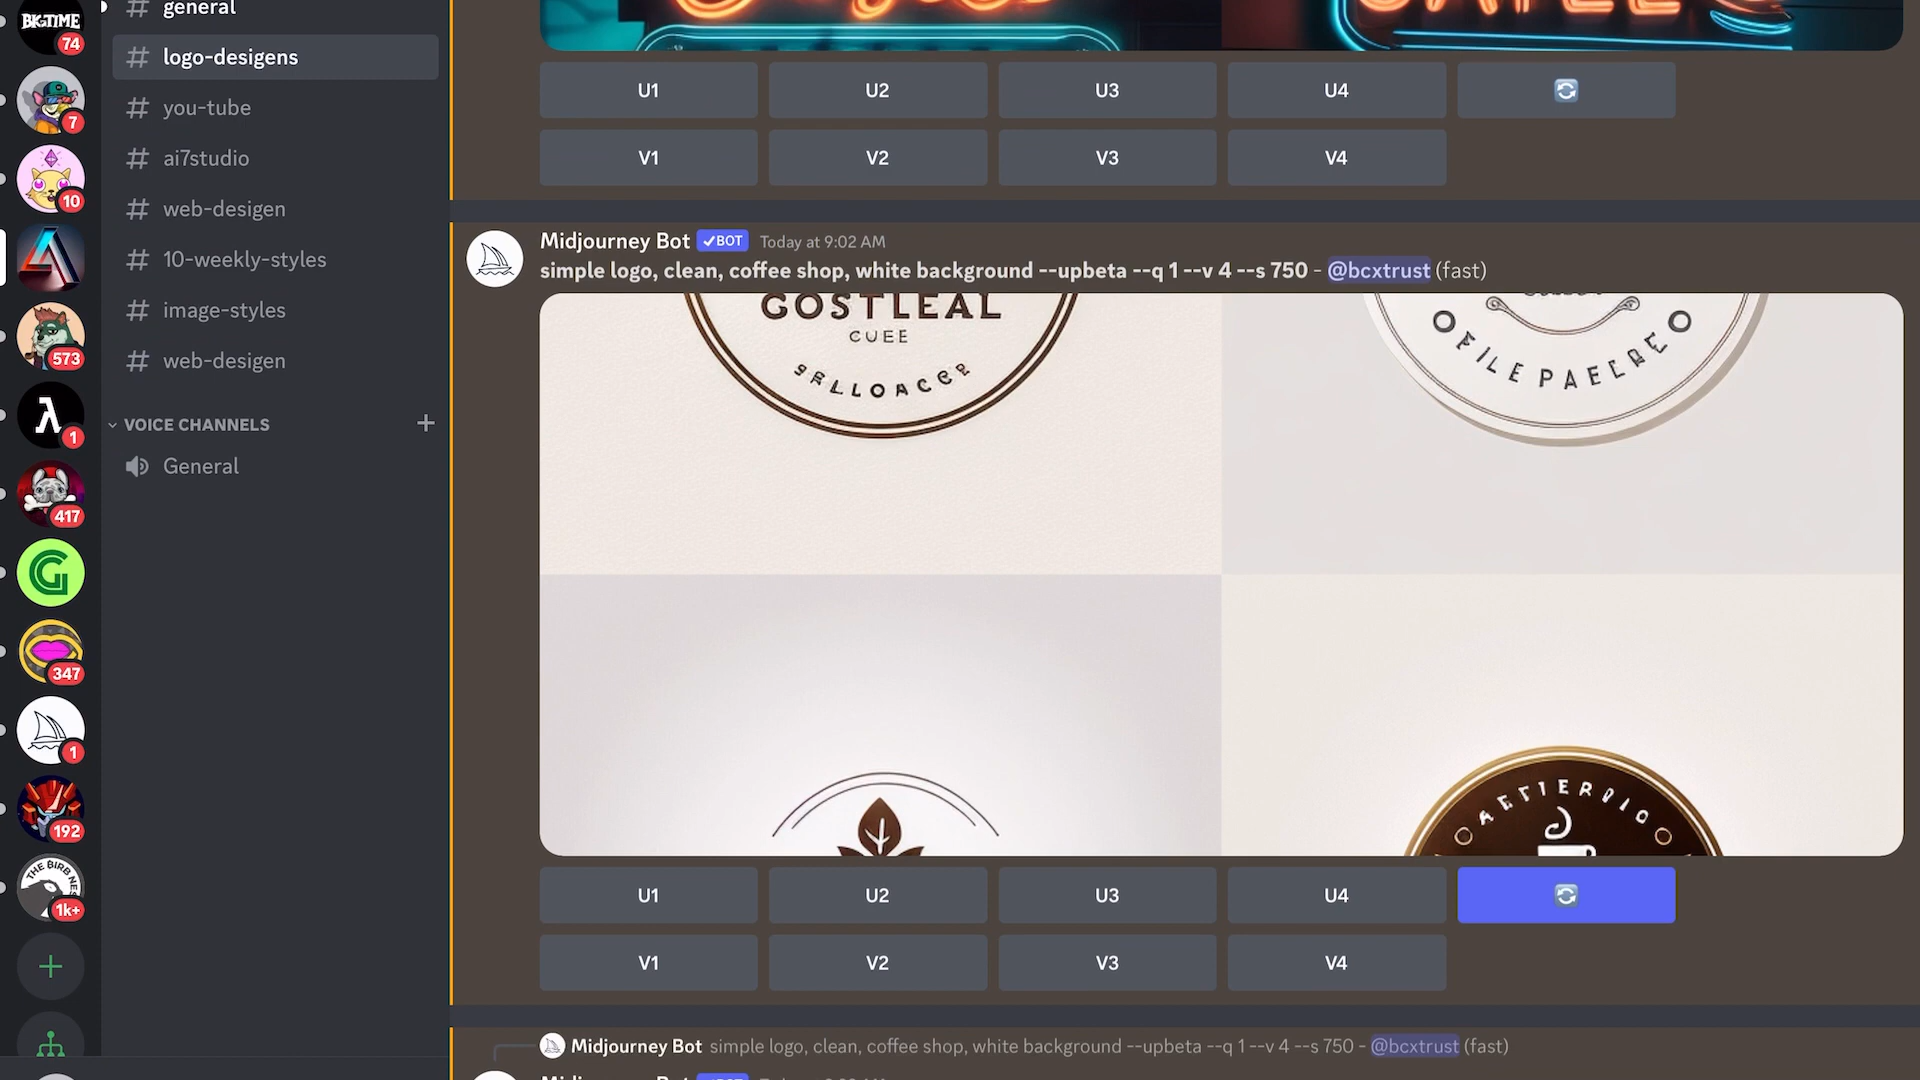 BIGTIME
74
7
10
573
1
417
347
1
192
THE BIRB NES
1k+
general
logo-desigens
you-tube
ai7studio
web-desigen
10-weekly-styles
image-styles
web-desigen
VOICE CHANNELS
General
U1 U2 U3 U4
V1 V2 V3 V4
Midjourney Bot BOT Today at 9:02 AM
simple logo, clean, coffee shop, white background --upbeta --q 1 --v 4 --s 750 - @bcxtrust (fast)
GOSTLEAL
CUEE
U1 U2 U3 U4
V1 V2 V3 V4
Midjourney Bot simple logo, clean, coffee shop, white background --upbeta --q 1 --v 4 --s 750 - @bcxtrust (fast)